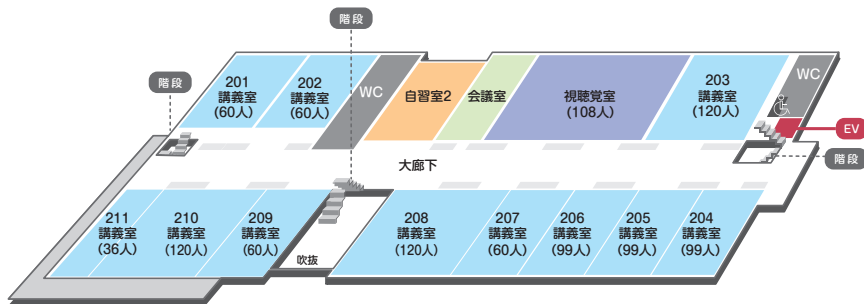 階段
階段
201
講義室
(60人)
202
講義室
(60人)
WC
自習室2
会議室
視聴覚室
(108人)
203
講義室
(120人)
WC
EV
階段
大廊下
211
講義室
(36人)
210
講義室
(120人)
209
講義室
(60人)
吹抜
208
講義室
(120人)
207
講義室
(60人)
206
講義室
(99人)
205
講義室
(99人)
204
講義室
(99人)